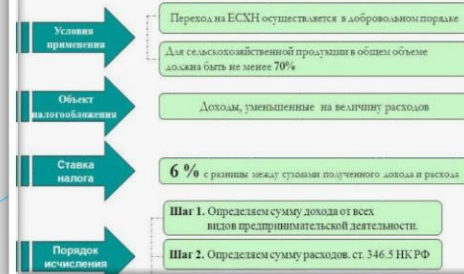 Условия
применения
Переход на ЕСХН осуществляется в добровольном порядке
Для сельскохозяйственной продукции в общем объеме
должна быть не менее 70%
Объект
налогообложения
Доходы, уменьшенные на величину расходов
Ставка
налога
6 % с разницы между суммами полученного дохода и расхода
Порядок
исчисления
Шаг 1. Определяем сумму дохода от всех
видов предпринимательской деятельности.
Шаг 2. Определяем сумму расходов. ст. 346.5 НК РФ